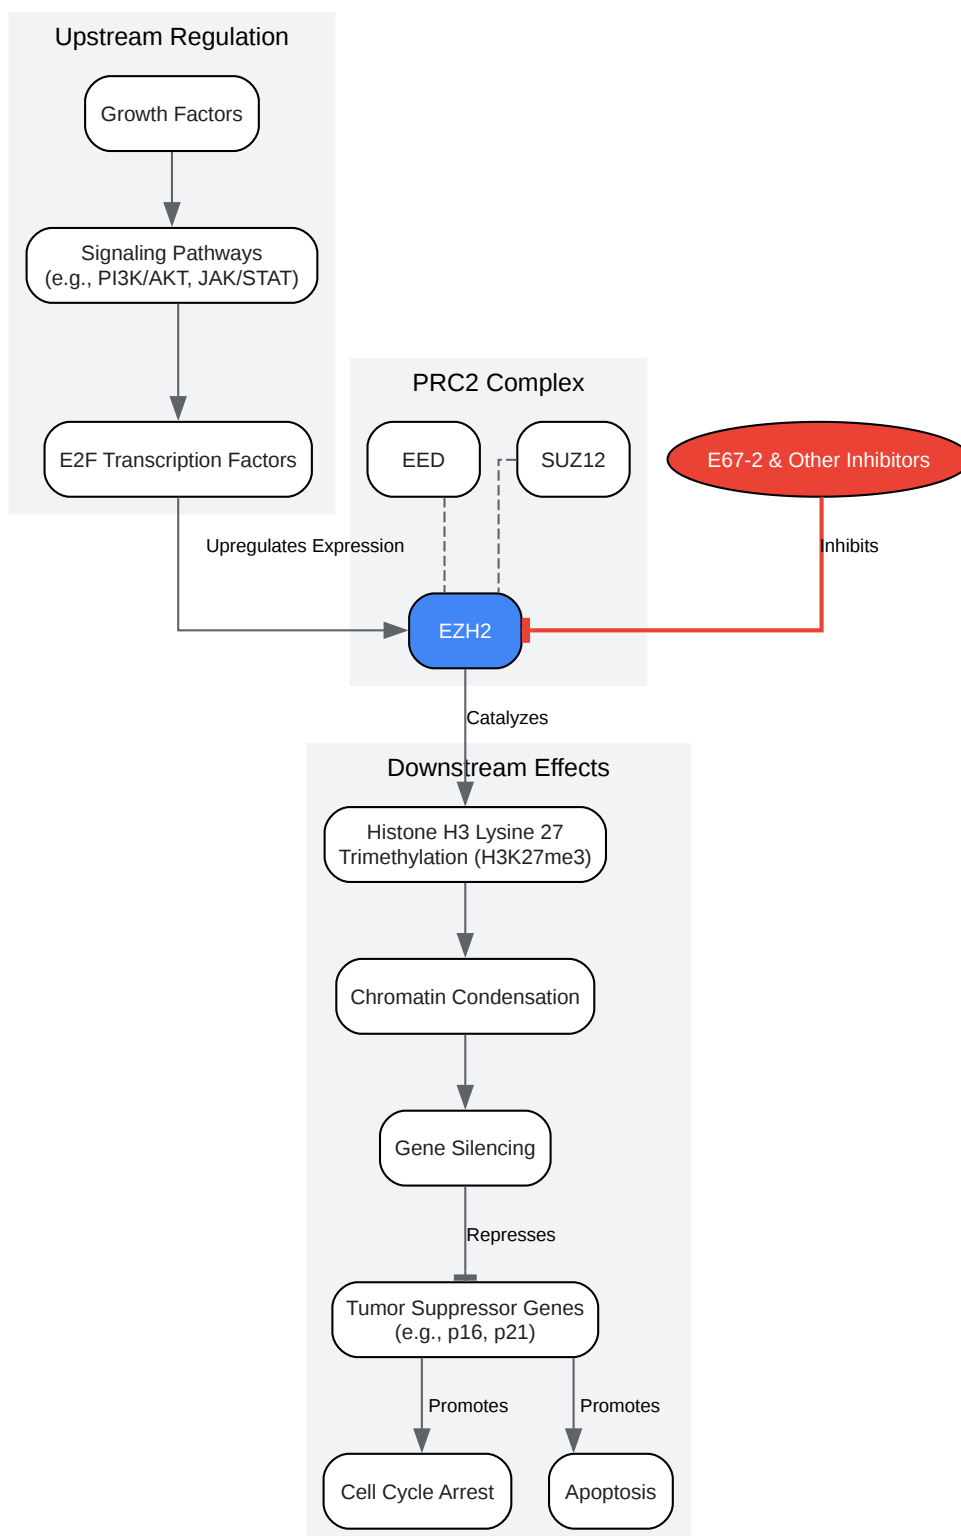 Upstream Regulation
Growth Factors
Signaling Pathways
(e.g., PI3K/AKT, JAK/STAT)
E2F Transcription Factors
PRC2 Complex
EED
SUZ12
E67-2 & Other Inhibitors
Upregulates Expression
Inhibits
EZH2
Catalyzes
Downstream Effects
Histone H3 Lysine 27
Trimethylation (H3K27me3)
Chromatin Condensation
Gene Silencing
Represses
Tumor Suppressor Genes
(e.g., p16, p21)
Promotes
Promotes
Cell Cycle Arrest
Apoptosis